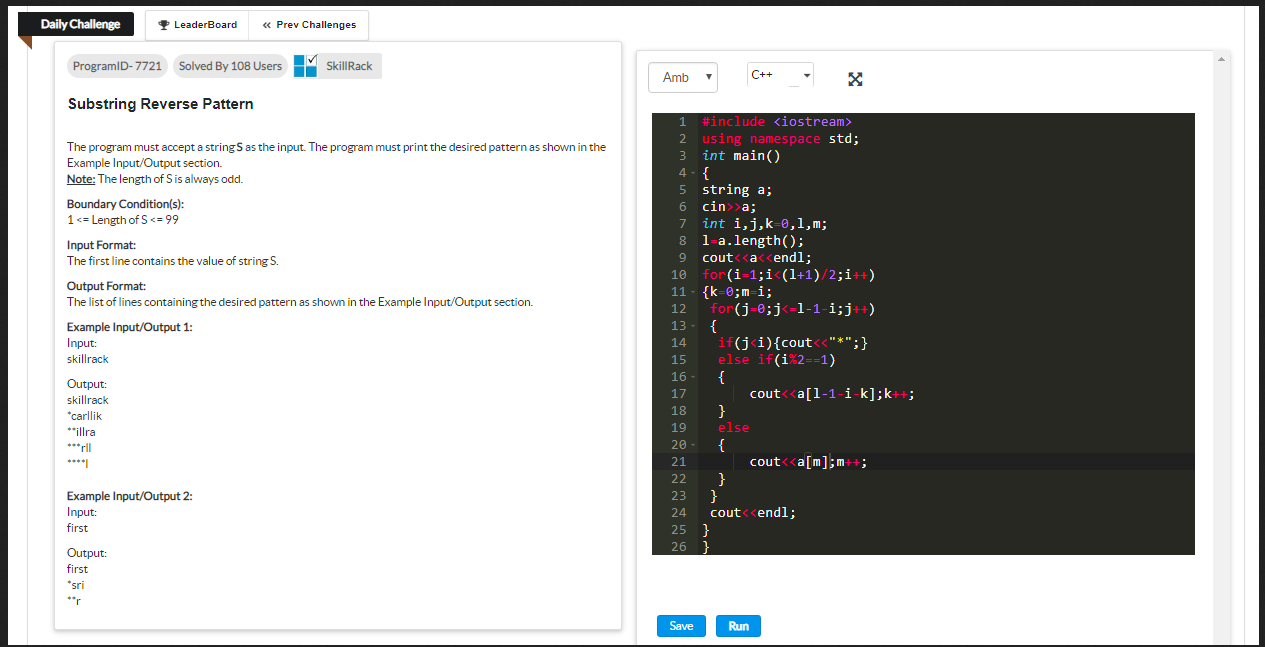 Daily Challenge
LeaderBoard
« Prev Challenges
ProgramID- 7721
Solved By 108 Users
SkillRack
Substring Reverse Pattern
The program must accept a string S as the input. The program must print the desired pattern as shown in the
Example Input/Output section.
Note: The length of S is always odd.
Boundary Condition(s):
1 <= Length of S <= 99
Input Format:
The first line contains the value of string S.
Output Format:
The list of lines containing the desired pattern as shown in the Example Input/Output section.
Example Input/Output 1:
Input:
skillrack
Output:
skillrack
*carllik
**illra
***rll
****l
Example Input/Output 2:
Input:
first
Output:
first
*sri
**r
Amb
C++
1 #include <iostream>
2 using namespace std;
3 int main()
4 {
5 string a;
6 cin>>a;
7 int i,j,k=0,l,m;
8 l=a.length();
9 cout<<a<<endl;
10 for(i=1;i<(l+1)/2;i++)
11 {k=0;m=i;
12 for(j=0;j<=l-1-i;j++)
13 {
14 if(j<i){cout<<"*";}
15 else if(i%2==1)
16 {
17 cout<<a[l-1-i-k];k++;
18 }
19 else
20 {
21 cout<<a[m];m++;
22 }
23 }
24 cout<<endl;
25 }
26 }
Save
Run